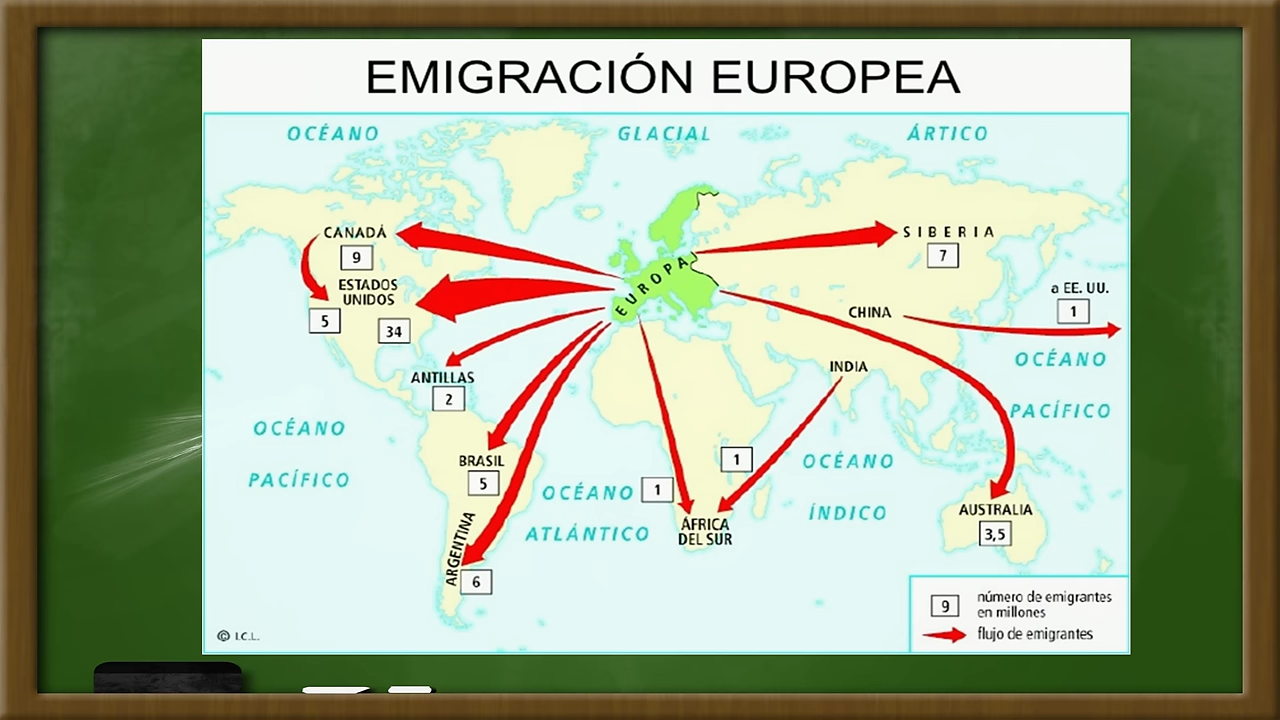 EMIGRACIÓN EUROPEA
OCÉANO GLACIAL ÁRTICO
CANADÁ
9
ESTADOS
UNIDOS
5
34
ANTILLAS
2
EUROPA
SIBERIA
7
a EE. UU.
1
CHINA
INDIA
OCÉANO
PACÍFICO
OCÉANO
PACÍFICO
BRASIL
5
ARGENTINA
6
OCÉANO
ATLÁNTICO
1
1
ÁFRICA
DEL SUR
OCÉANO
ÍNDICO
AUSTRALIA
3,5
9
número de emigrantes
en millones
flujo de emigrantes
© I.C.L.